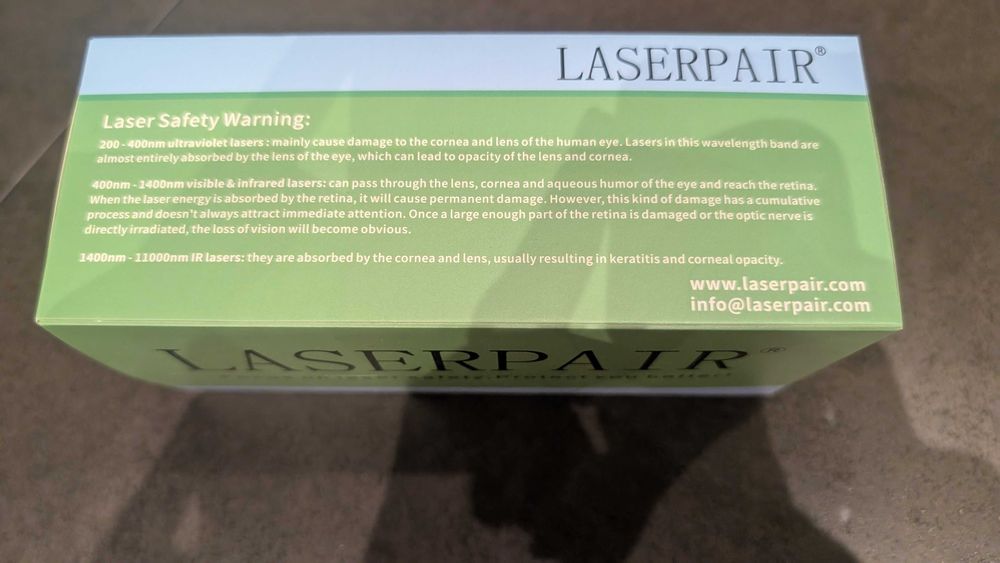 LASERPAIR®
Laser Safety Warning:
200 - 400nm ultraviolet lasers : mainly cause damage to the cornea and lens of the human eye. Lasers in this wavelength band are
almost entirely absorbed by the lens of the eye, which can lead to opacity of the lens and cornea.
400nm - 1400nm visible & infrared lasers: can pass through the lens, cornea and aqueous humor of the eye and reach the retina.
When the laser energy is absorbed by the retina, it will cause permanent damage. However, this kind of damage has a cumulative
process and doesn't always attract immediate attention. Once a large enough part of the retina is damaged or the optic nerve is
directly irradiated, the loss of vision will become obvious.
1400nm - 11000nm IR lasers: they are absorbed by the cornea and lens, usually resulting in keratitis and corneal opacity.
www.laserpair.com
info@laserpair.com
LASERPAIR®
Protect you better!